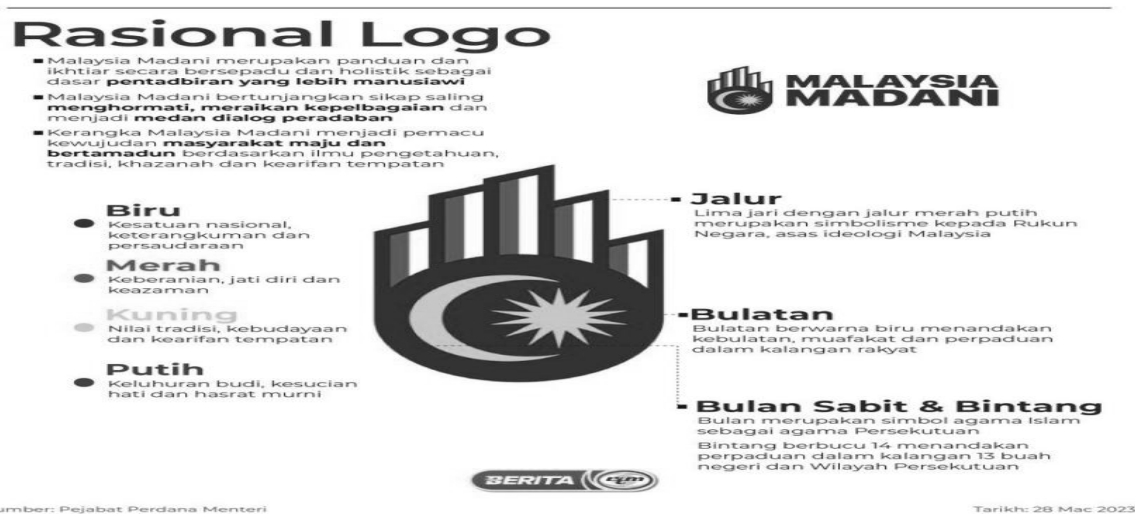 Rasional Logo
Malaysia Madani merupakan panduan dan
ikhtiar secara bersepadu dan holistik sebagai
dasar pentadbiran yang lebih manusiawi
Malaysia Madani bertunjangkan sikap saling
menghormati, meraikan kepelbagaian dan
menjadi medan dialog peradaban
Kerangka Malaysia Madani menjadi pemacu
kewujudan masyarakat maju dan
bertamadun berdasarkan ilmu pengetahuan,
tradisi, khazanah dan kearifan tempatan
MALAYSIA
MADANI
Biru
Kesatuan nasional,
keterangkuman dan
persaudaraan
Merah
Keberanian, jati diri dan
keazaman
Kuning
Nilai tradisi, kebudayaan
dan kearifan tempatan
Putih
Keluhuran budi, kesucian
hati dan hasrat murni
Jalur
Lima jari dengan jalur merah putih
merupakan simbolisme kepada Rukun
Negara, asas ideologi Malaysia
Bulatan
Bulatan berwarna biru menandakan
kebulatan, muafakat dan perpaduan
dalam kalangan rakyat
Bulan Sabit & Bintang
Bulan merupakan simbol agama Islam
sebagai agama Persekutuan
Bintang berbucu 14 menandakan
perpaduan dalam kalangan 13 buah
negeri dan Wilayah Persekutuan
BERITA rtm
umber: Pejabat Perdana Menteri
Tarikh: 28 Mac 2023